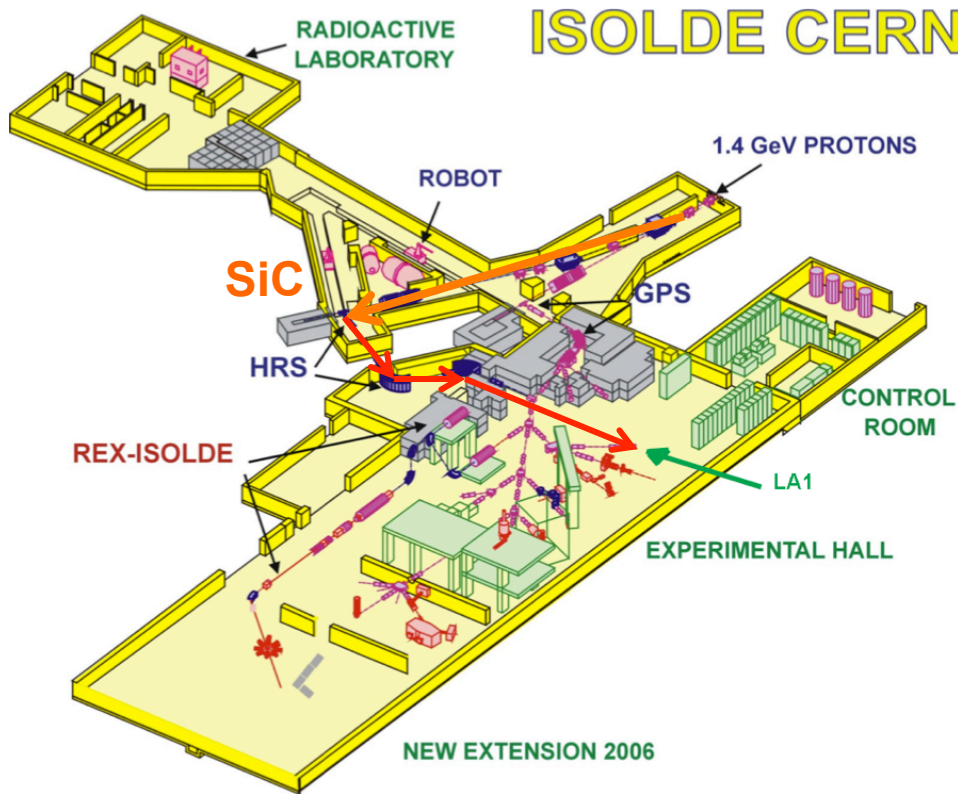 ISOLDE CERN
RADIOACTIVE
LABORATORY
1.4 GeV PROTONS
ROBOT
SiC
GPS
HRS
CONTROL
ROOM
REX-ISOLDE
LA1
EXPERIMENTAL HALL
NEW EXTENSION 2006